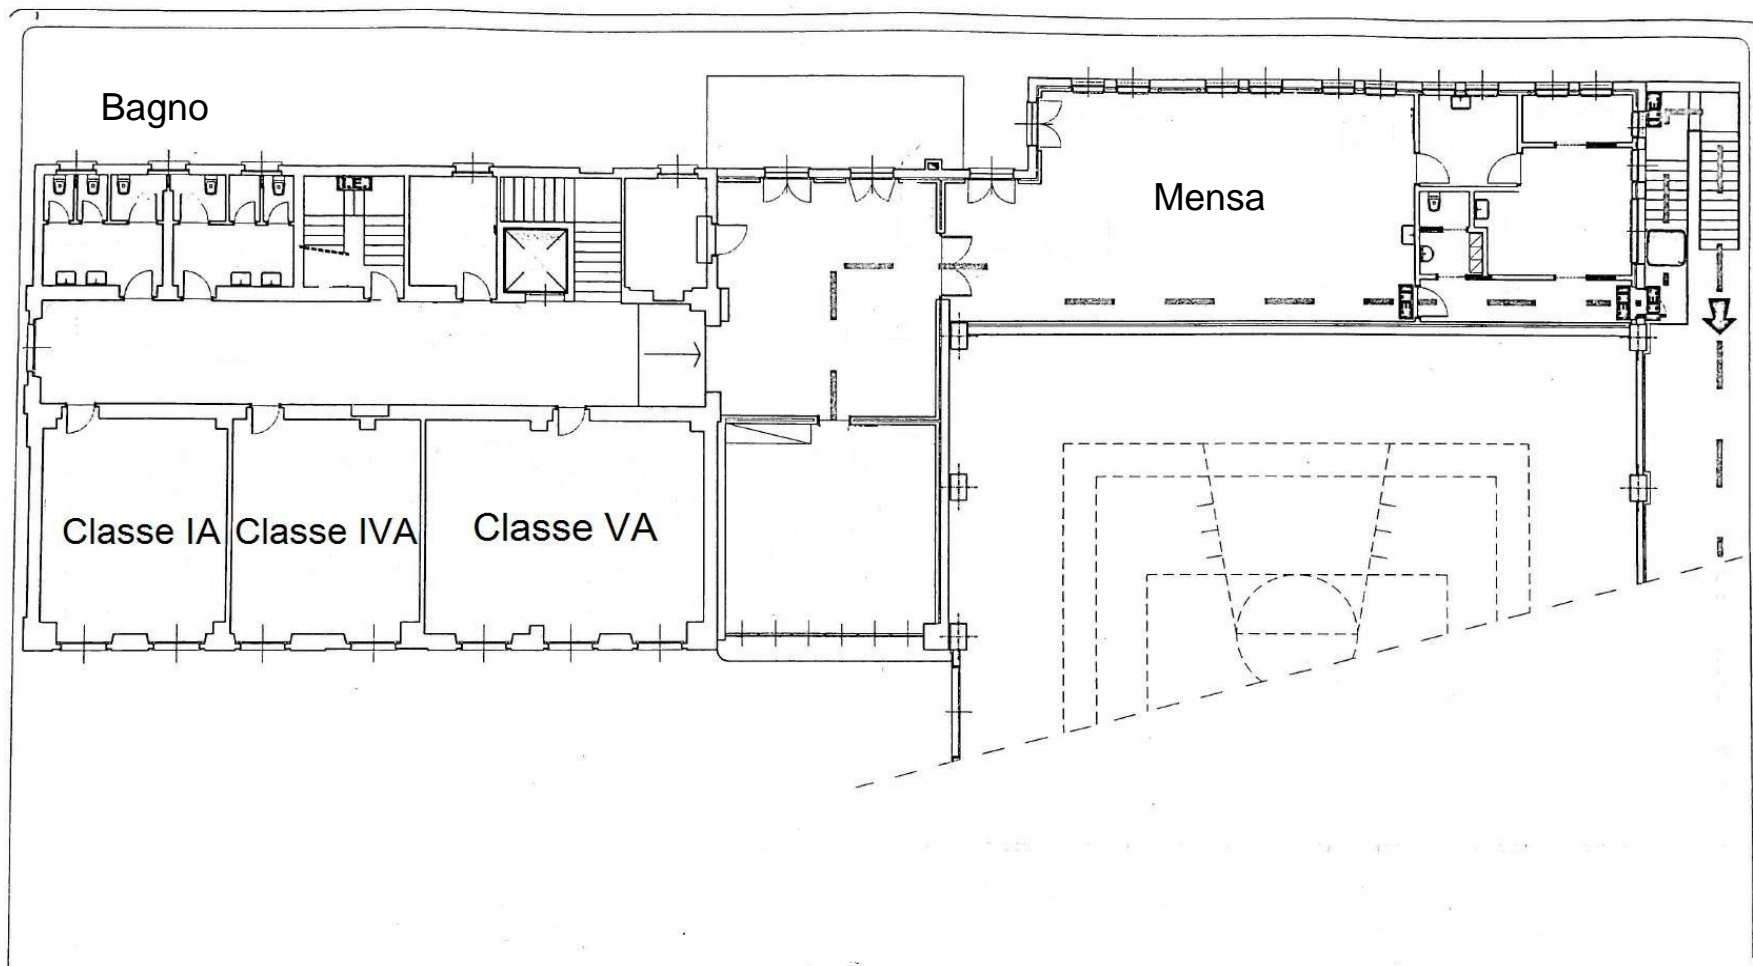 Bagno
Mensa
I.E.
Classe IA
Classe IVA
Classe VA